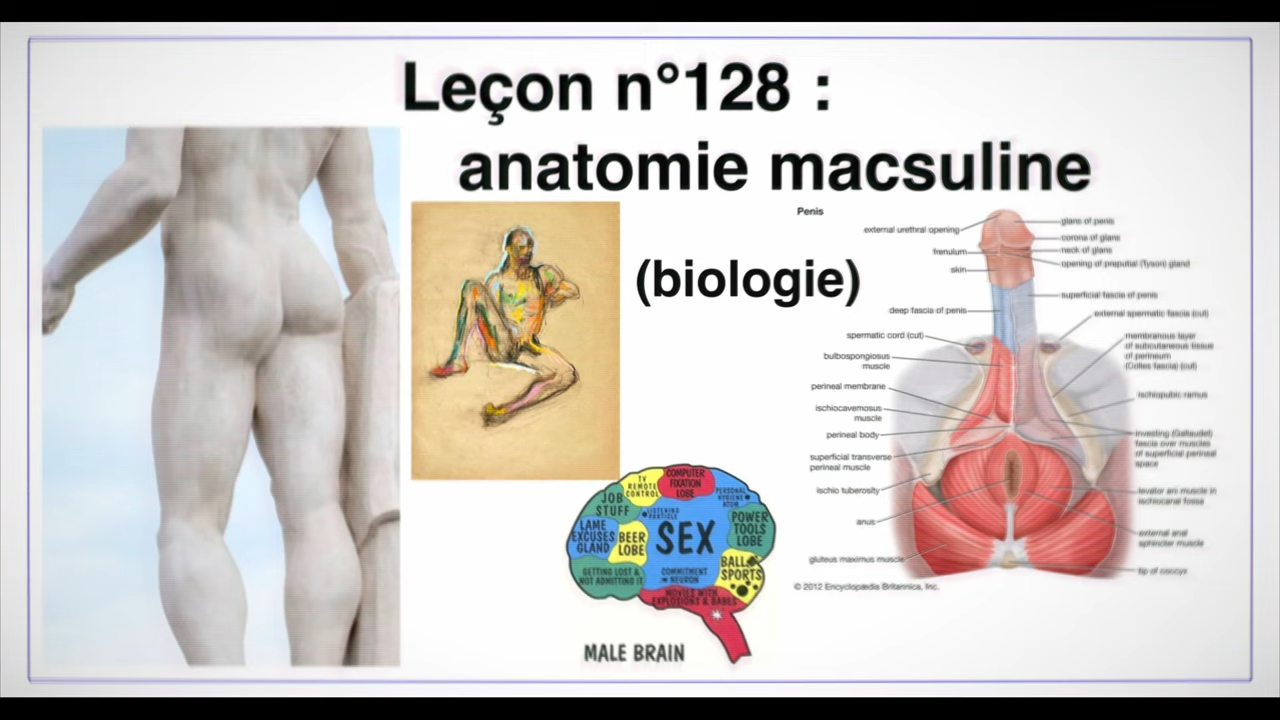 Leçon n°128 :
anatomie macsuline
(biologie)
Penis
external urethral opening
frenulum
skin
deep fascia of penis
spermatic cord (cut)
bulbospongiosus
muscle
perineal membrane
ischiocavernosus
muscle
perineal body
superficial transverse
perineal muscle
ischio tuberosity
anus
gluteus maximus muscle
glans of penis
corona of glans
neck of glans
opening of preputial (Tyson) gland
superficial fascia of penis
external spermatic fascia (cut)
membranous layer
of subcutaneous tissue
of perineum
(Colles fascia) (cut)
ischiopubic ramus
investing (Gallaudet)
fascia over muscles
of superficial perineal
space
levator ani muscle in
ischioanal fossa
external anal
sphincter muscle
tip of coccyx
© 2012 Encyclopædia Britannica, Inc.
TV
REMOTE
CONTROL
COMPUTER
FIXATION
LOBE
PERSONAL
HYGIENE
ATOM
JOB
STUFF
LISTENING
PARTICLE
SEX
POWER
TOOLS
LOBE
LAME
EXCUSES
GLAND
BEER
LOBE
GETTING LOST &
NOT ADMITTING IT
COMMITMENT
NEURON
BALL
SPORTS
MOVIES WITH
EXPLOSIONS & BABES
MALE BRAIN